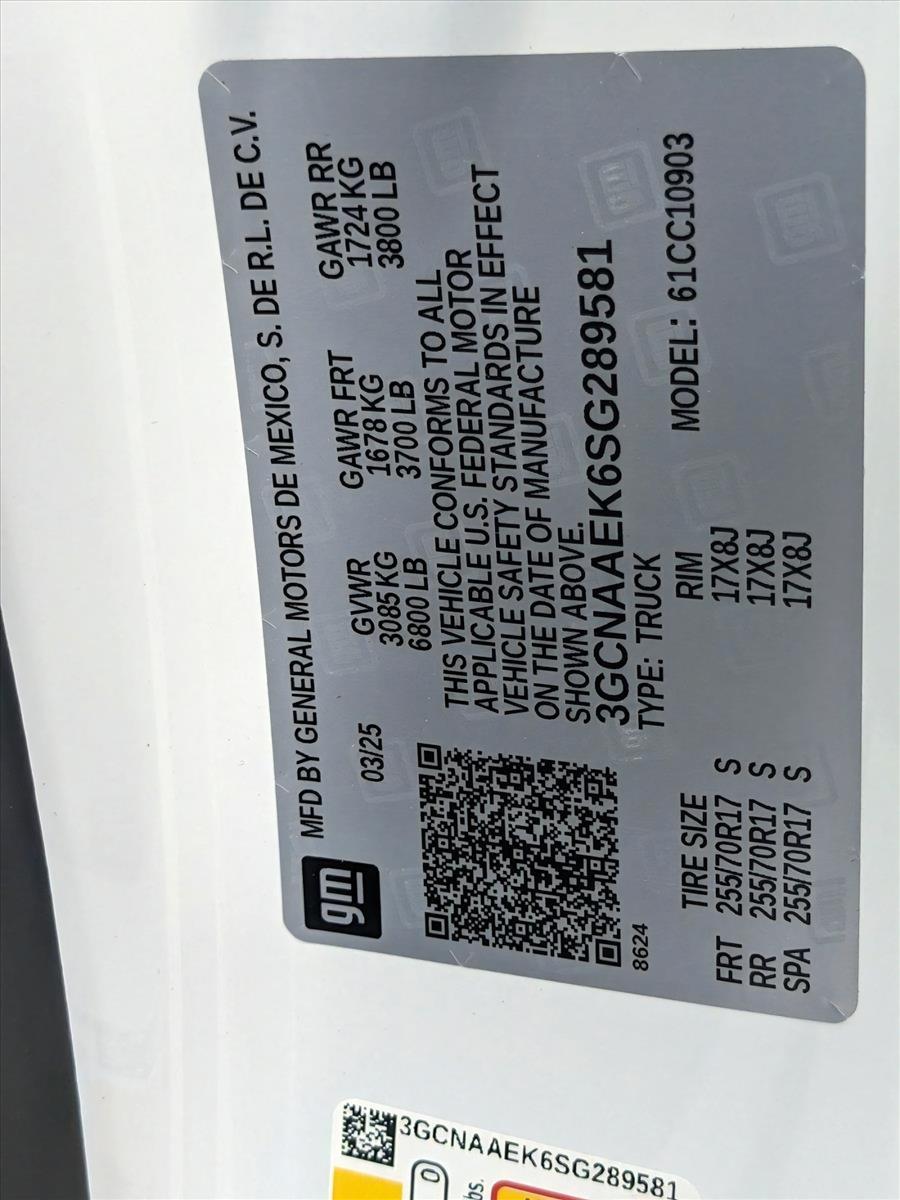 gm
MFD BY GENERAL MOTORS DE MEXICO, S. DE R.L. DE C.V.
03/25 GVWR GAWR FRT GAWR RR
3085 KG 1678 KG 1724 KG
6800 LB 3700 LB 3800 LB
THIS VEHICLE CONFORMS TO ALL
APPLICABLE U.S. FEDERAL MOTOR
VEHICLE SAFETY STANDARDS IN EFFECT
ON THE DATE OF MANUFACTURE
SHOWN ABOVE.
3GCNAAEK6SG289581
8624 TYPE: TRUCK
TIRE SIZE RIM MODEL: 61CC10903
FRT 255/70R17 S 17X8J
RR 255/70R17 S 17X8J
SPA 255/70R17 S 17X8J
3GCNAAEK6SG289581
0
bs.